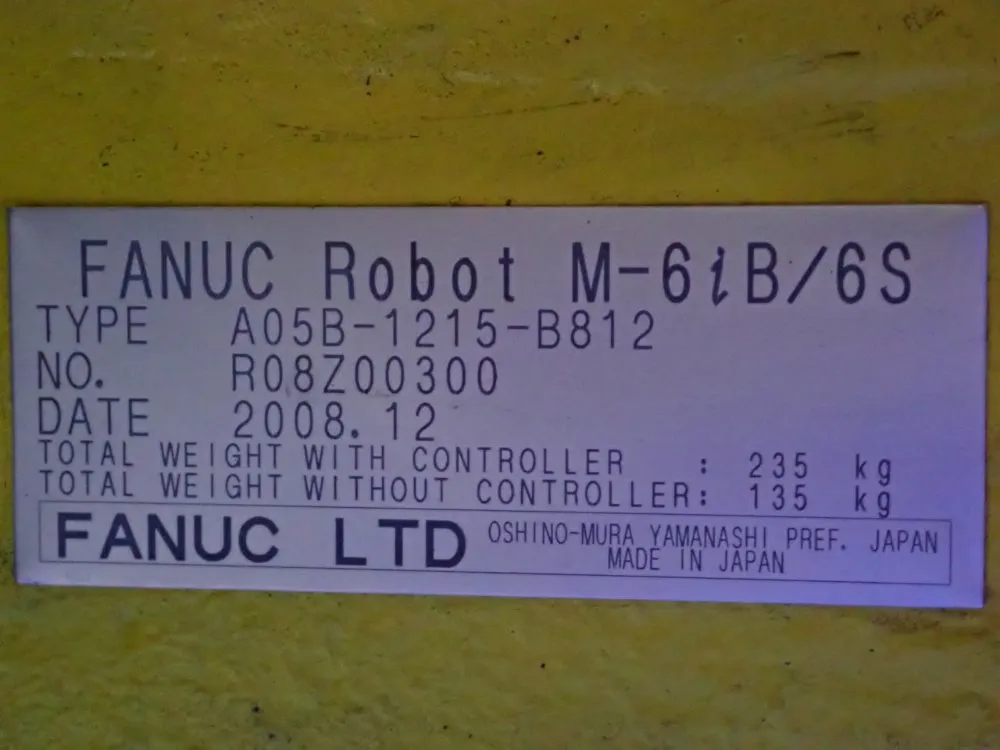 FANUC Robot M-6iB/6S
TYPE A05B-1215-B812
NO. R08Z00300
DATE 2008.12
TOTAL WEIGHT WITH CONTROLLER : 235 kg
TOTAL WEIGHT WITHOUT CONTROLLER: 135 kg
FANUC LTD
OSHINO-MURA YAMANASHI PREF. JAPAN
MADE IN JAPAN